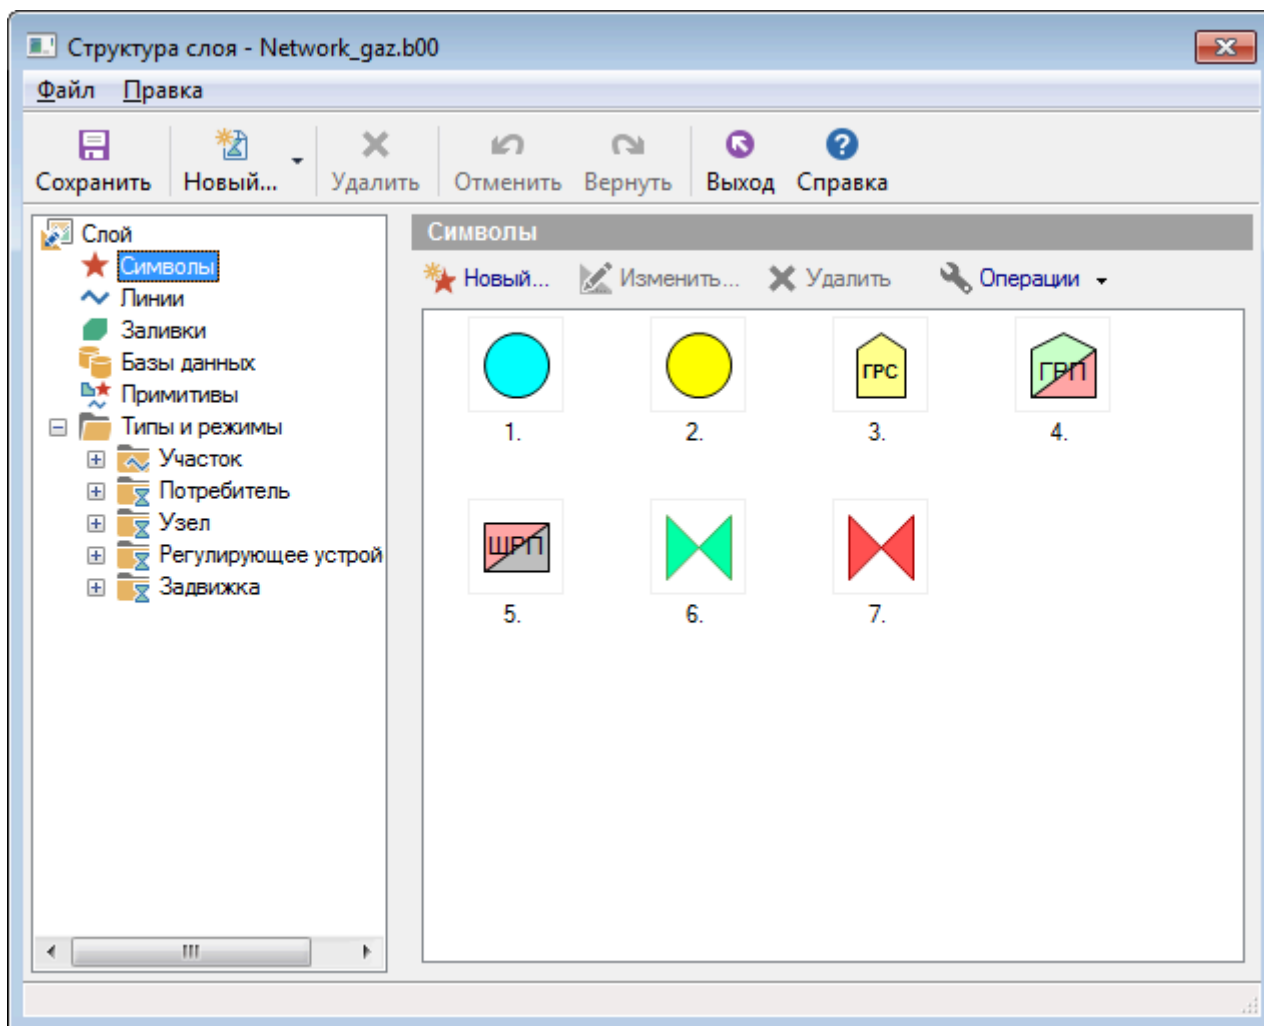 Структура слоя - Network_gaz.b00
Файл Правка
Сохранить Новый... Удалить Отменить Вернуть Выход Справка
Слой
Символы
Линии
Заливки
Базы данных
Примитивы
Типы и режимы
Участок
Потребитель
Узел
Регулирующее устрой
Задвижка
Символы
Новый... Изменить... Удалить Операции
ГРС ГРП
1. 2. 3. 4.
ШРП
5. 6. 7.